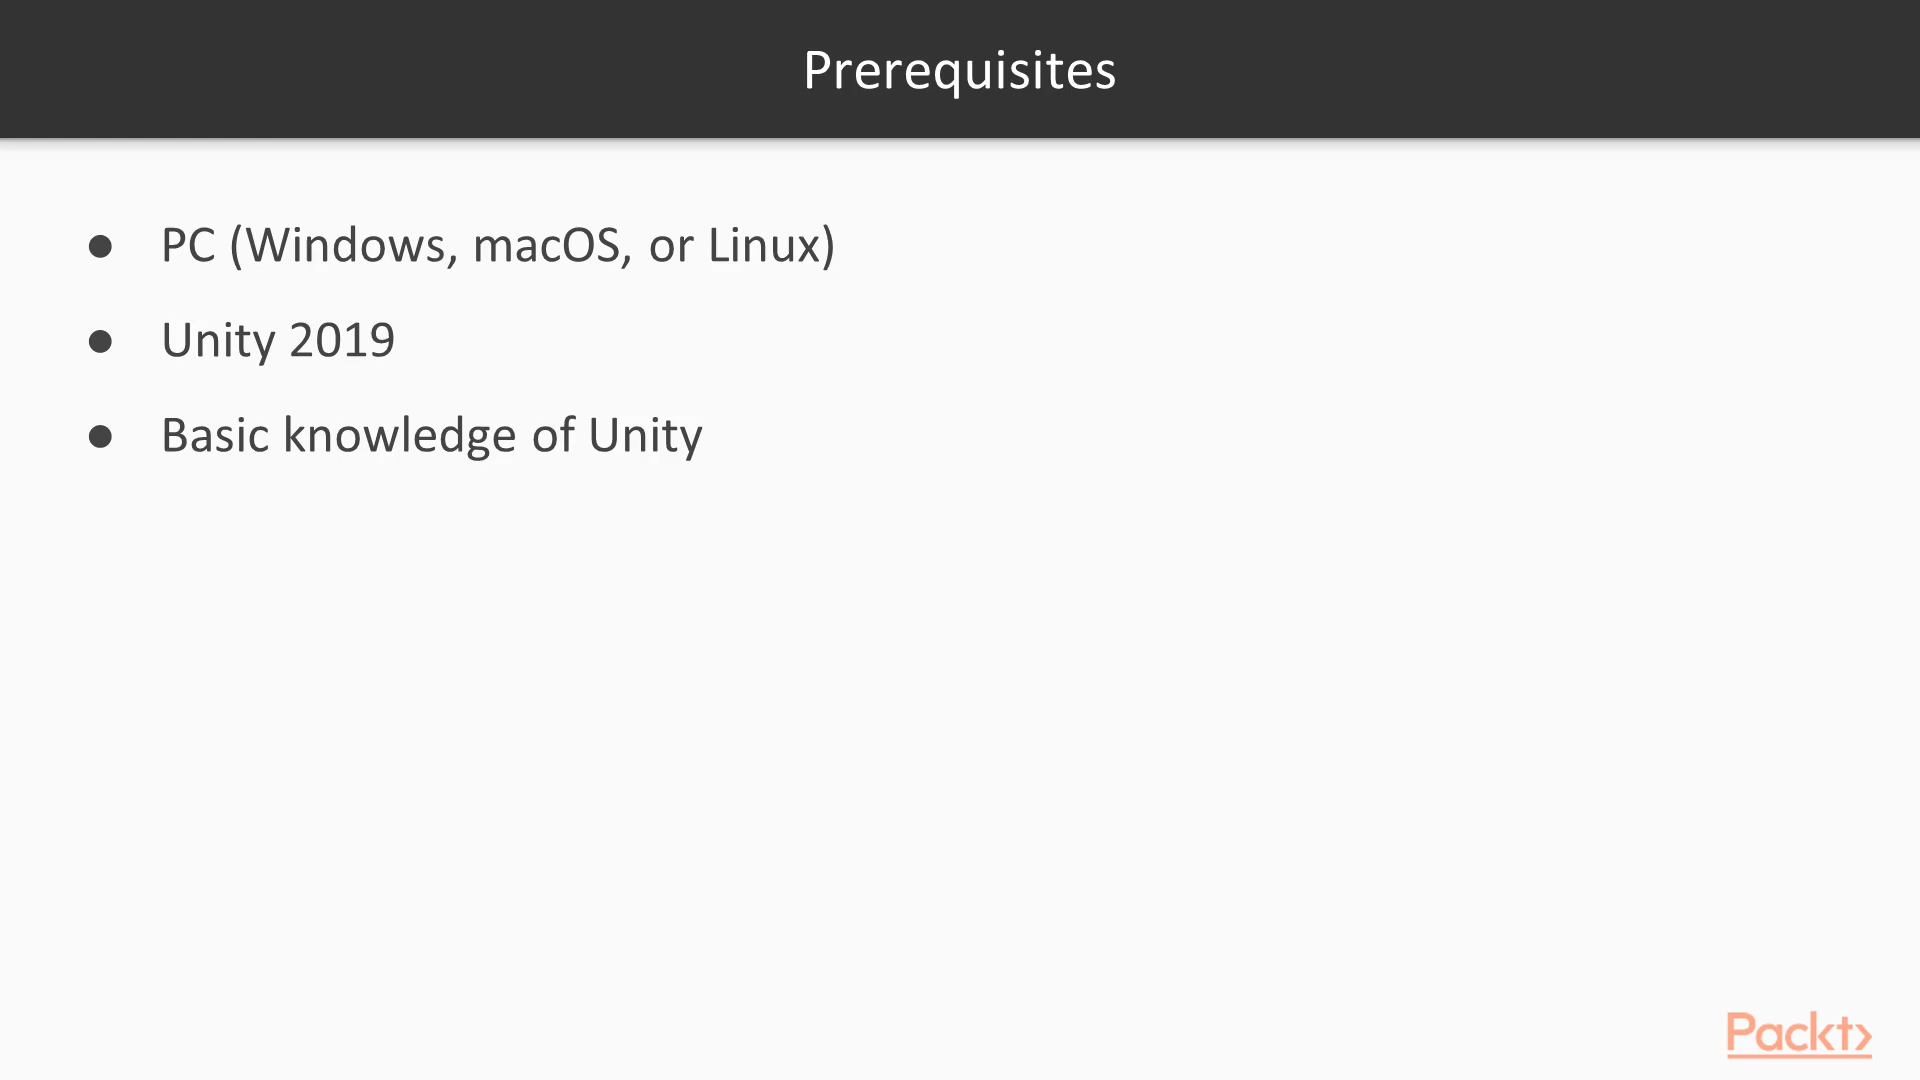 Prerequisites
● PC (Windows, macOS, or Linux)
● Unity 2019
● Basic knowledge of Unity
Packt>